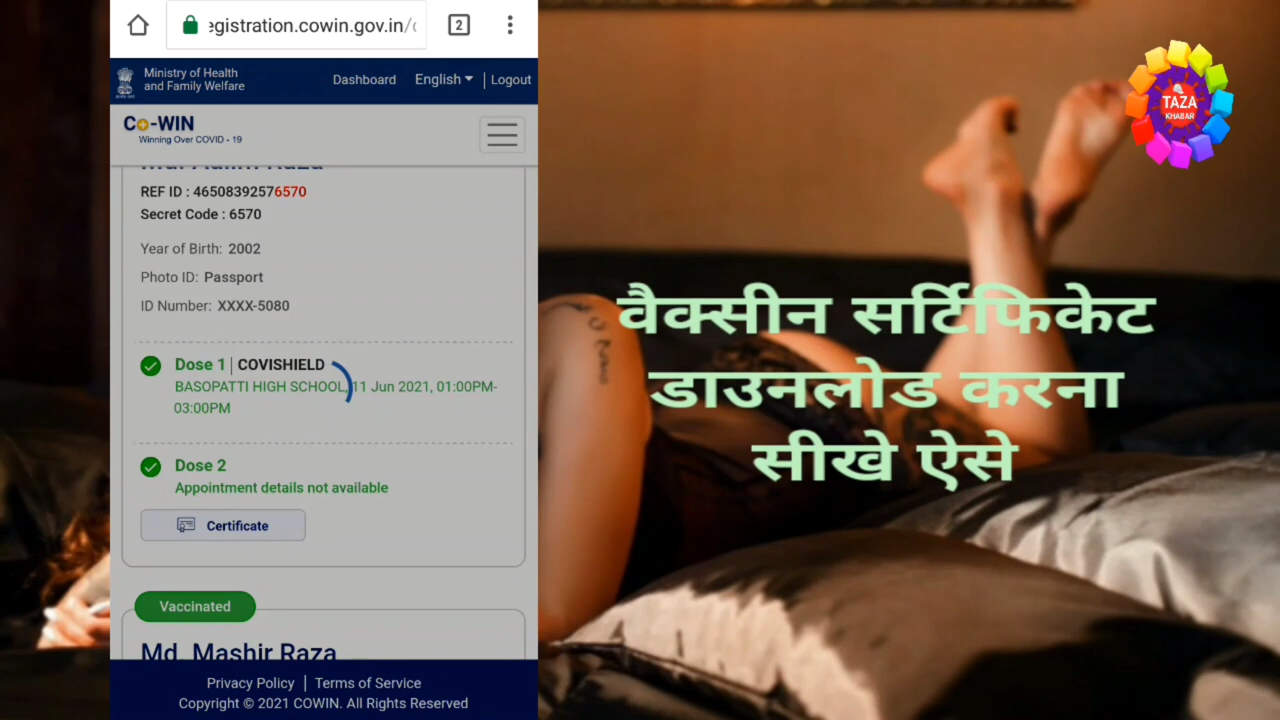 egistration.cowin.gov.in/
2
Ministry of Health
and Family Welfare
Dashboard
English
Logout
Co-WIN
Winning Over COVID - 19
REF ID : 46508392576570
Secret Code : 6570
Year of Birth: 2002
Photo ID: Passport
ID Number: XXXX-5080
Dose 1 | COVISHIELD
BASOPATTI HIGH SCHOOL, 11 Jun 2021, 01:00PM-
03:00PM
Dose 2
Appointment details not available
Certificate
Vaccinated
Md. Mashir Raza
Privacy Policy | Terms of Service
Copyright © 2021 COWIN. All Rights Reserved
TAZA
KHABAR
वैक्सीन सर्टिफिकेट
डाउनलोड करना
सीखे ऐसे